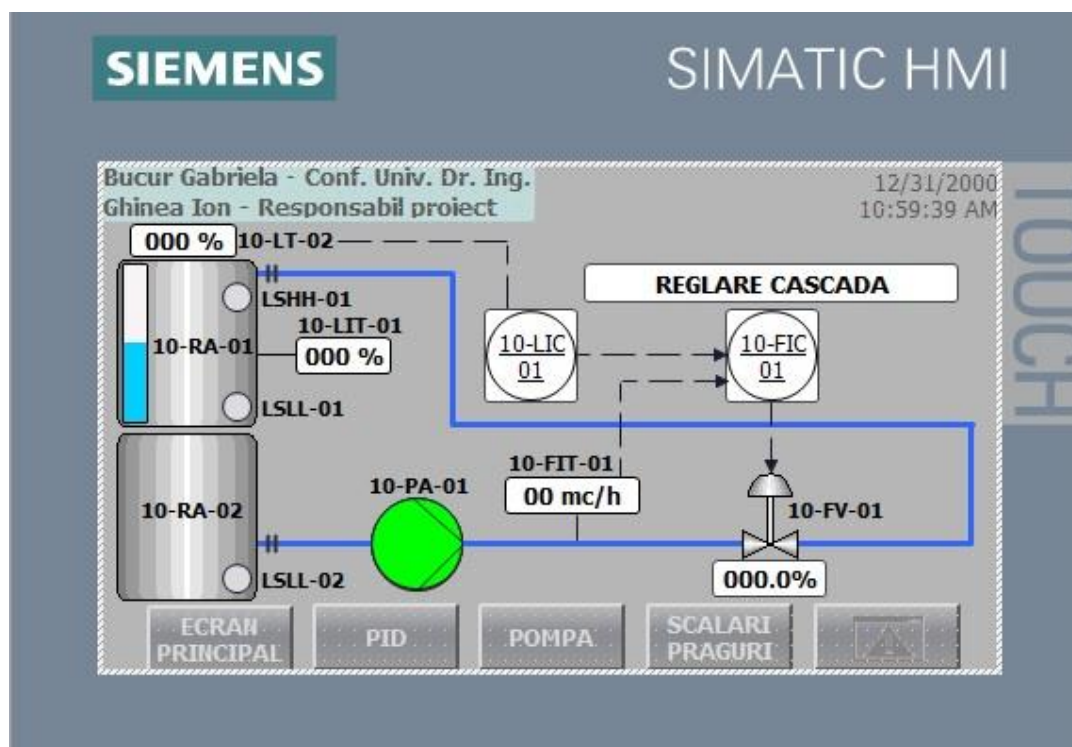 SIEMENS
SIMATIC HMI
TOUCH
Bucur Gabriela - Conf. Univ. Dr. Ing.
Ghinea Ion - Responsabil proiect
12/31/2000
10:59:39 AM
000 %
10-LT-02
LSHH-01
REGLARE CASCADA
10-LIT-01
10-RA-01
000 %
10-LIC
01
10-FIC
01
LSLL-01
10-FIT-01
10-PA-01
00 mc/h
10-RA-02
10-FV-01
LSLL-02
000.0%
ECRAN
PRINCIPAL
PID
POMPA
SCALARI
PRAGURI